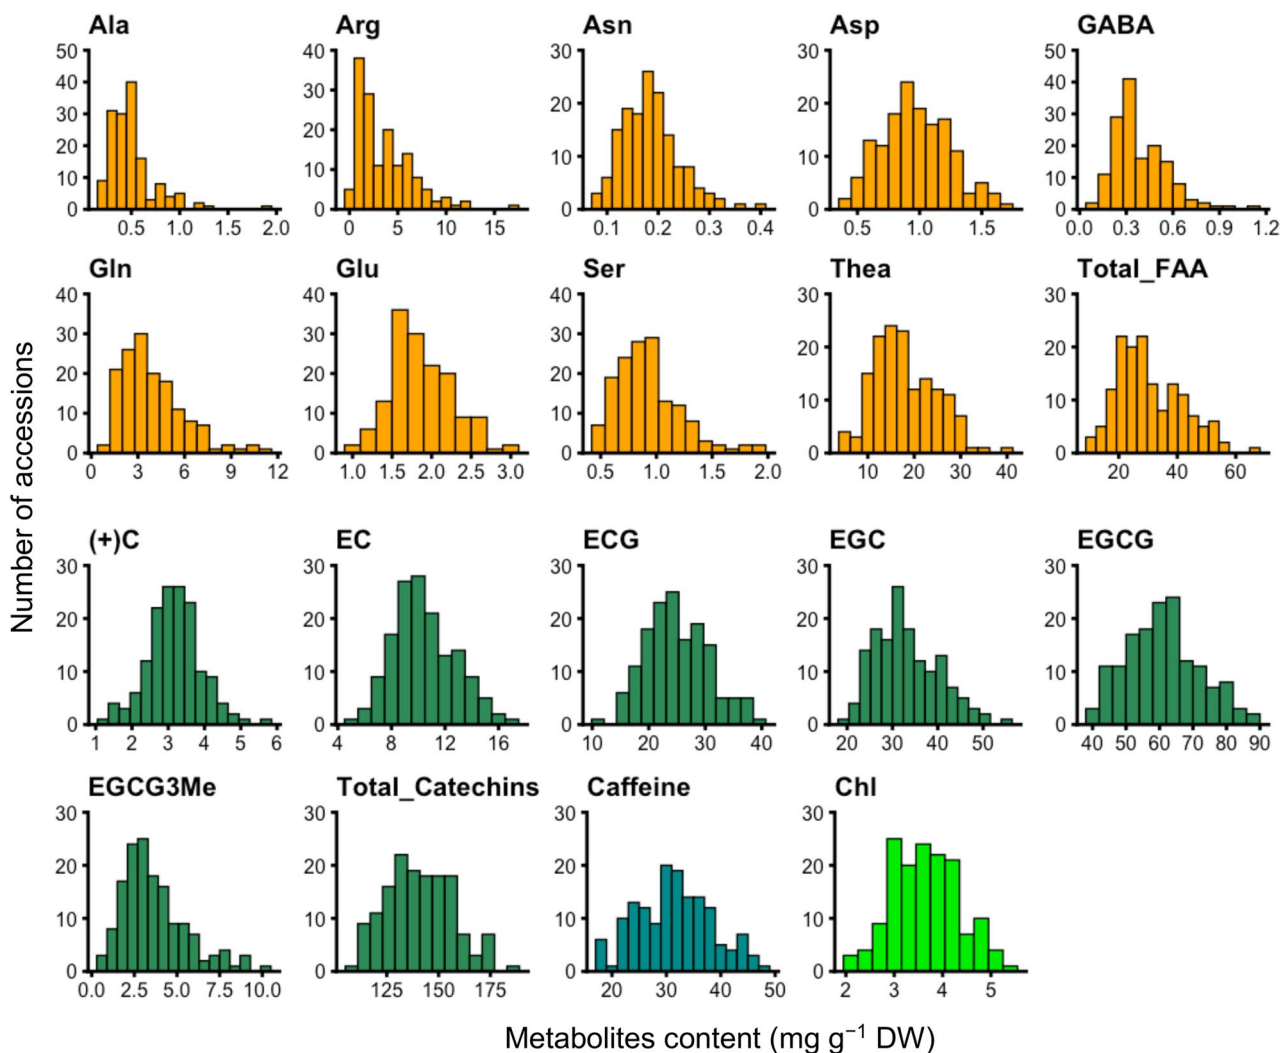 Ala Arg Asn Asp GABA
50 40 30 30 50
40 30 20 20 40
30 20 10 10 30
20 10 0 0 20
10 0 10
0 0
0.5 1.0 1.5 2.0 0 5 10 15 0.1 0.2 0.3 0.4 0.5 1.0 1.5 0.0 0.3 0.6 0.9 1.2
Gln Glu Ser Thea Total_FAA
40 40 40 30 30
30 30 30 20 20
20 20 20 10 10
10 10 10 0 0
0 0 0
0 3 6 9 12 1.0 1.5 2.0 2.5 3.0 0.5 1.0 1.5 2.0 10 20 30 40 20 40 60
Number of accessions
(+)C EC ECG EGC EGCG
30 30 30 30 30
20 20 20 20 20
10 10 10 10 10
0 0 0 0 0
1 2 3 4 5 6 4 8 12 16 10 20 30 40 20 30 40 50 40 50 60 70 80 90
EGCG3Me Total_Catechins Caffeine Chl
30 30 30 30
20 20 20 20
10 10 10 10
0 0 0 0
0.0 2.5 5.0 7.5 10.0 125 150 175 20 30 40 50 2 3 4 5
Metabolites content (mg g⁻¹ DW)